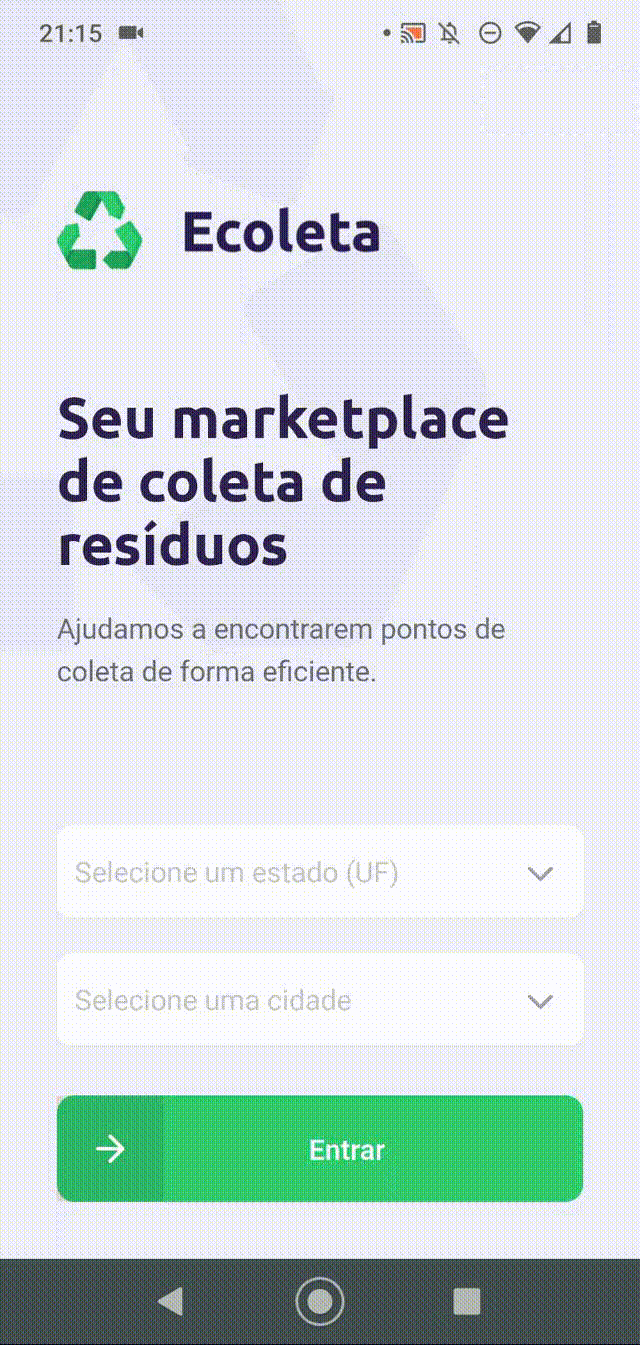 21:15
Ecoleta
Seu marketplace
de coleta de
resíduos
Ajudamos a encontrarem pontos de
coleta de forma eficiente.
Selecione um estado (UF)
Selecione uma cidade
Entrar